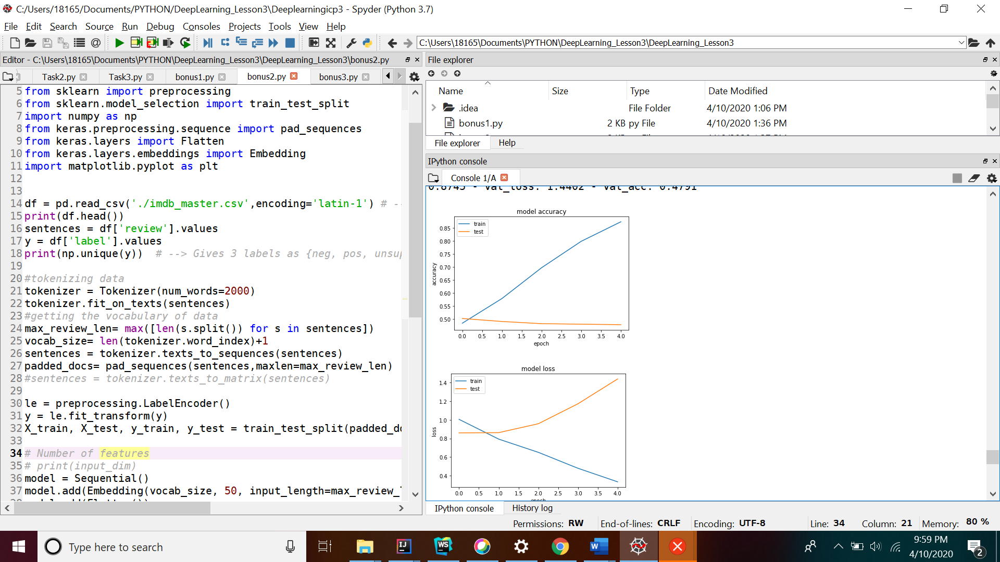 C:/Users/18165/Documents/PYTHON/DeepLearning_Lesson3\Deeplearningicp3 - Spyder (Python 3.7)
File Edit Search Source Run Debug Consoles Projects Tools View Help
C:\Users\18165\Documents\PYTHON\DeepLearning_Lesson3\DeepLearning_Lesson3
Editor - C:\Users\18165\Documents\PYTHON\DeepLearning_Lesson3\DeepLearning_Lesson3\bonus2.py
Task2.py Task3.py bonus1.py bonus2.py bonus3.py
5 from sklearn import preprocessing
6 from sklearn.model_selection import train_test_split
7 import numpy as np
8 from keras.preprocessing.sequence import pad_sequences
9 from keras.layers import Flatten
10 from keras.layers.embeddings import Embedding
11 import matplotlib.pyplot as plt
12
13
14 df = pd.read_csv('./imdb_master.csv',encoding='latin-1') # -
15 print(df.head())
16 sentences = df['review'].values
17 y = df['label'].values
18 print(np.unique(y))  # --> Gives 3 labels as {neg, pos, unsu
19
20 #tokenizing data
21 tokenizer = Tokenizer(num_words=2000)
22 tokenizer.fit_on_texts(sentences)
23 #getting the vocabulary of data
24 max_review_len= max([len(s.split()) for s in sentences])
25 vocab_size= len(tokenizer.word_index)+1
26 sentences = tokenizer.texts_to_sequences(sentences)
27 padded_docs= pad_sequences(sentences,maxlen=max_review_len)
28 #sentences = tokenizer.texts_to_matrix(sentences)
29
30 le = preprocessing.LabelEncoder()
31 y = le.fit_transform(y)
32 X_train, X_test, y_train, y_test = train_test_split(padded_d
33
34 # Number of features
35 # print(input_dim)
36 model = Sequential()
37 model.add(Embedding(vocab_size, 50, input_length=max_review_
File explorer
Name Size Type Date Modified
.idea File Folder 4/10/2020 1:06 PM
bonus1.py 2 KB py File 4/10/2020 1:36 PM
File explorer Help
IPython console
Console 1/A
0.8745 - val_loss: 1.4402 - val_acc: 0.4791
model accuracy
train
test
0.85
0.80
0.75
0.70
0.65
0.60
0.55
0.50
accuracy
0.0 0.5 1.0 1.5 2.0 2.5 3.0 3.5 4.0
epoch
model loss
train
test
1.4
1.2
1.0
0.8
0.6
0.4
loss
0.0 0.5 1.0 1.5 2.0 2.5 3.0 3.5 4.0
epoch
IPython console History log
Permissions: RW End-of-lines: CRLF Encoding: UTF-8 Line: 34 Column: 21 Memory: 80 %
Type here to search
IJ
WS
W
9:59 PM
4/10/2020
2